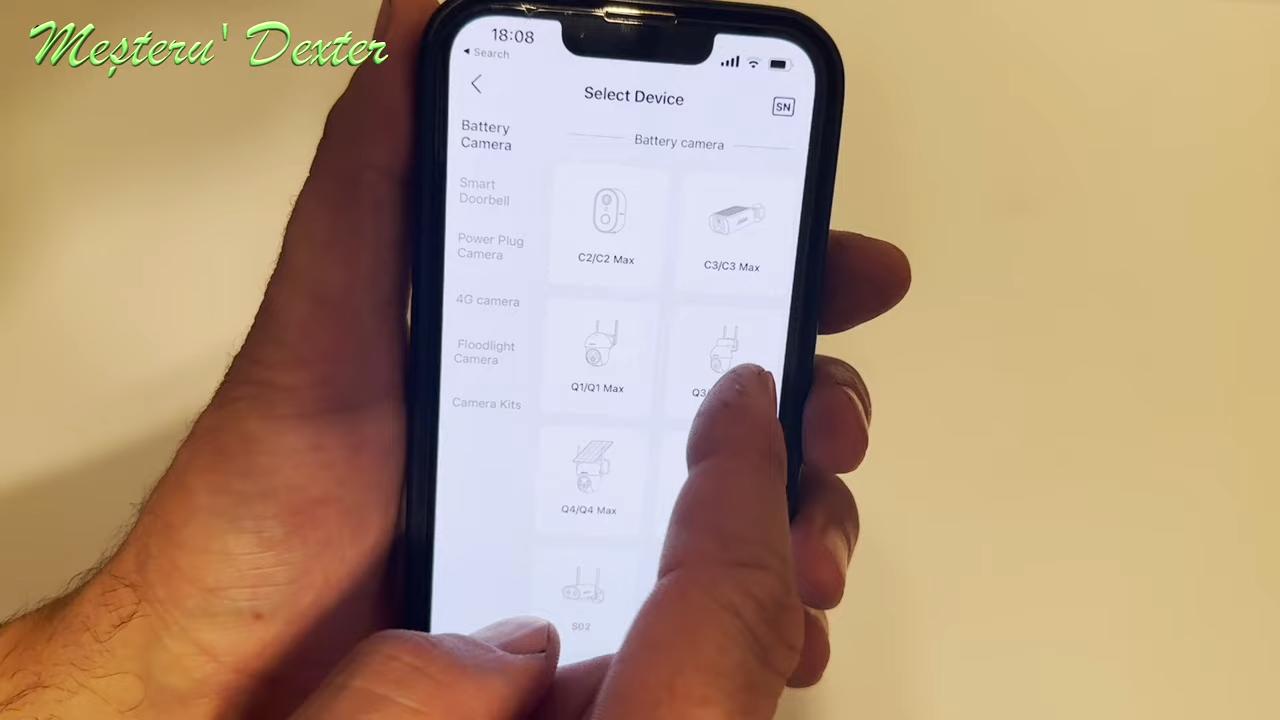 Meșteru' Dexter
18:08
Search
Select Device
SN
Battery
Camera
Battery camera
Smart
Doorbell
Power Plug
Camera
4G camera
Floodlight
Camera
Camera Kits
C2/C2 Max
C3/C3 Max
Q1/Q1 Max
Q4/Q4 Max
S02